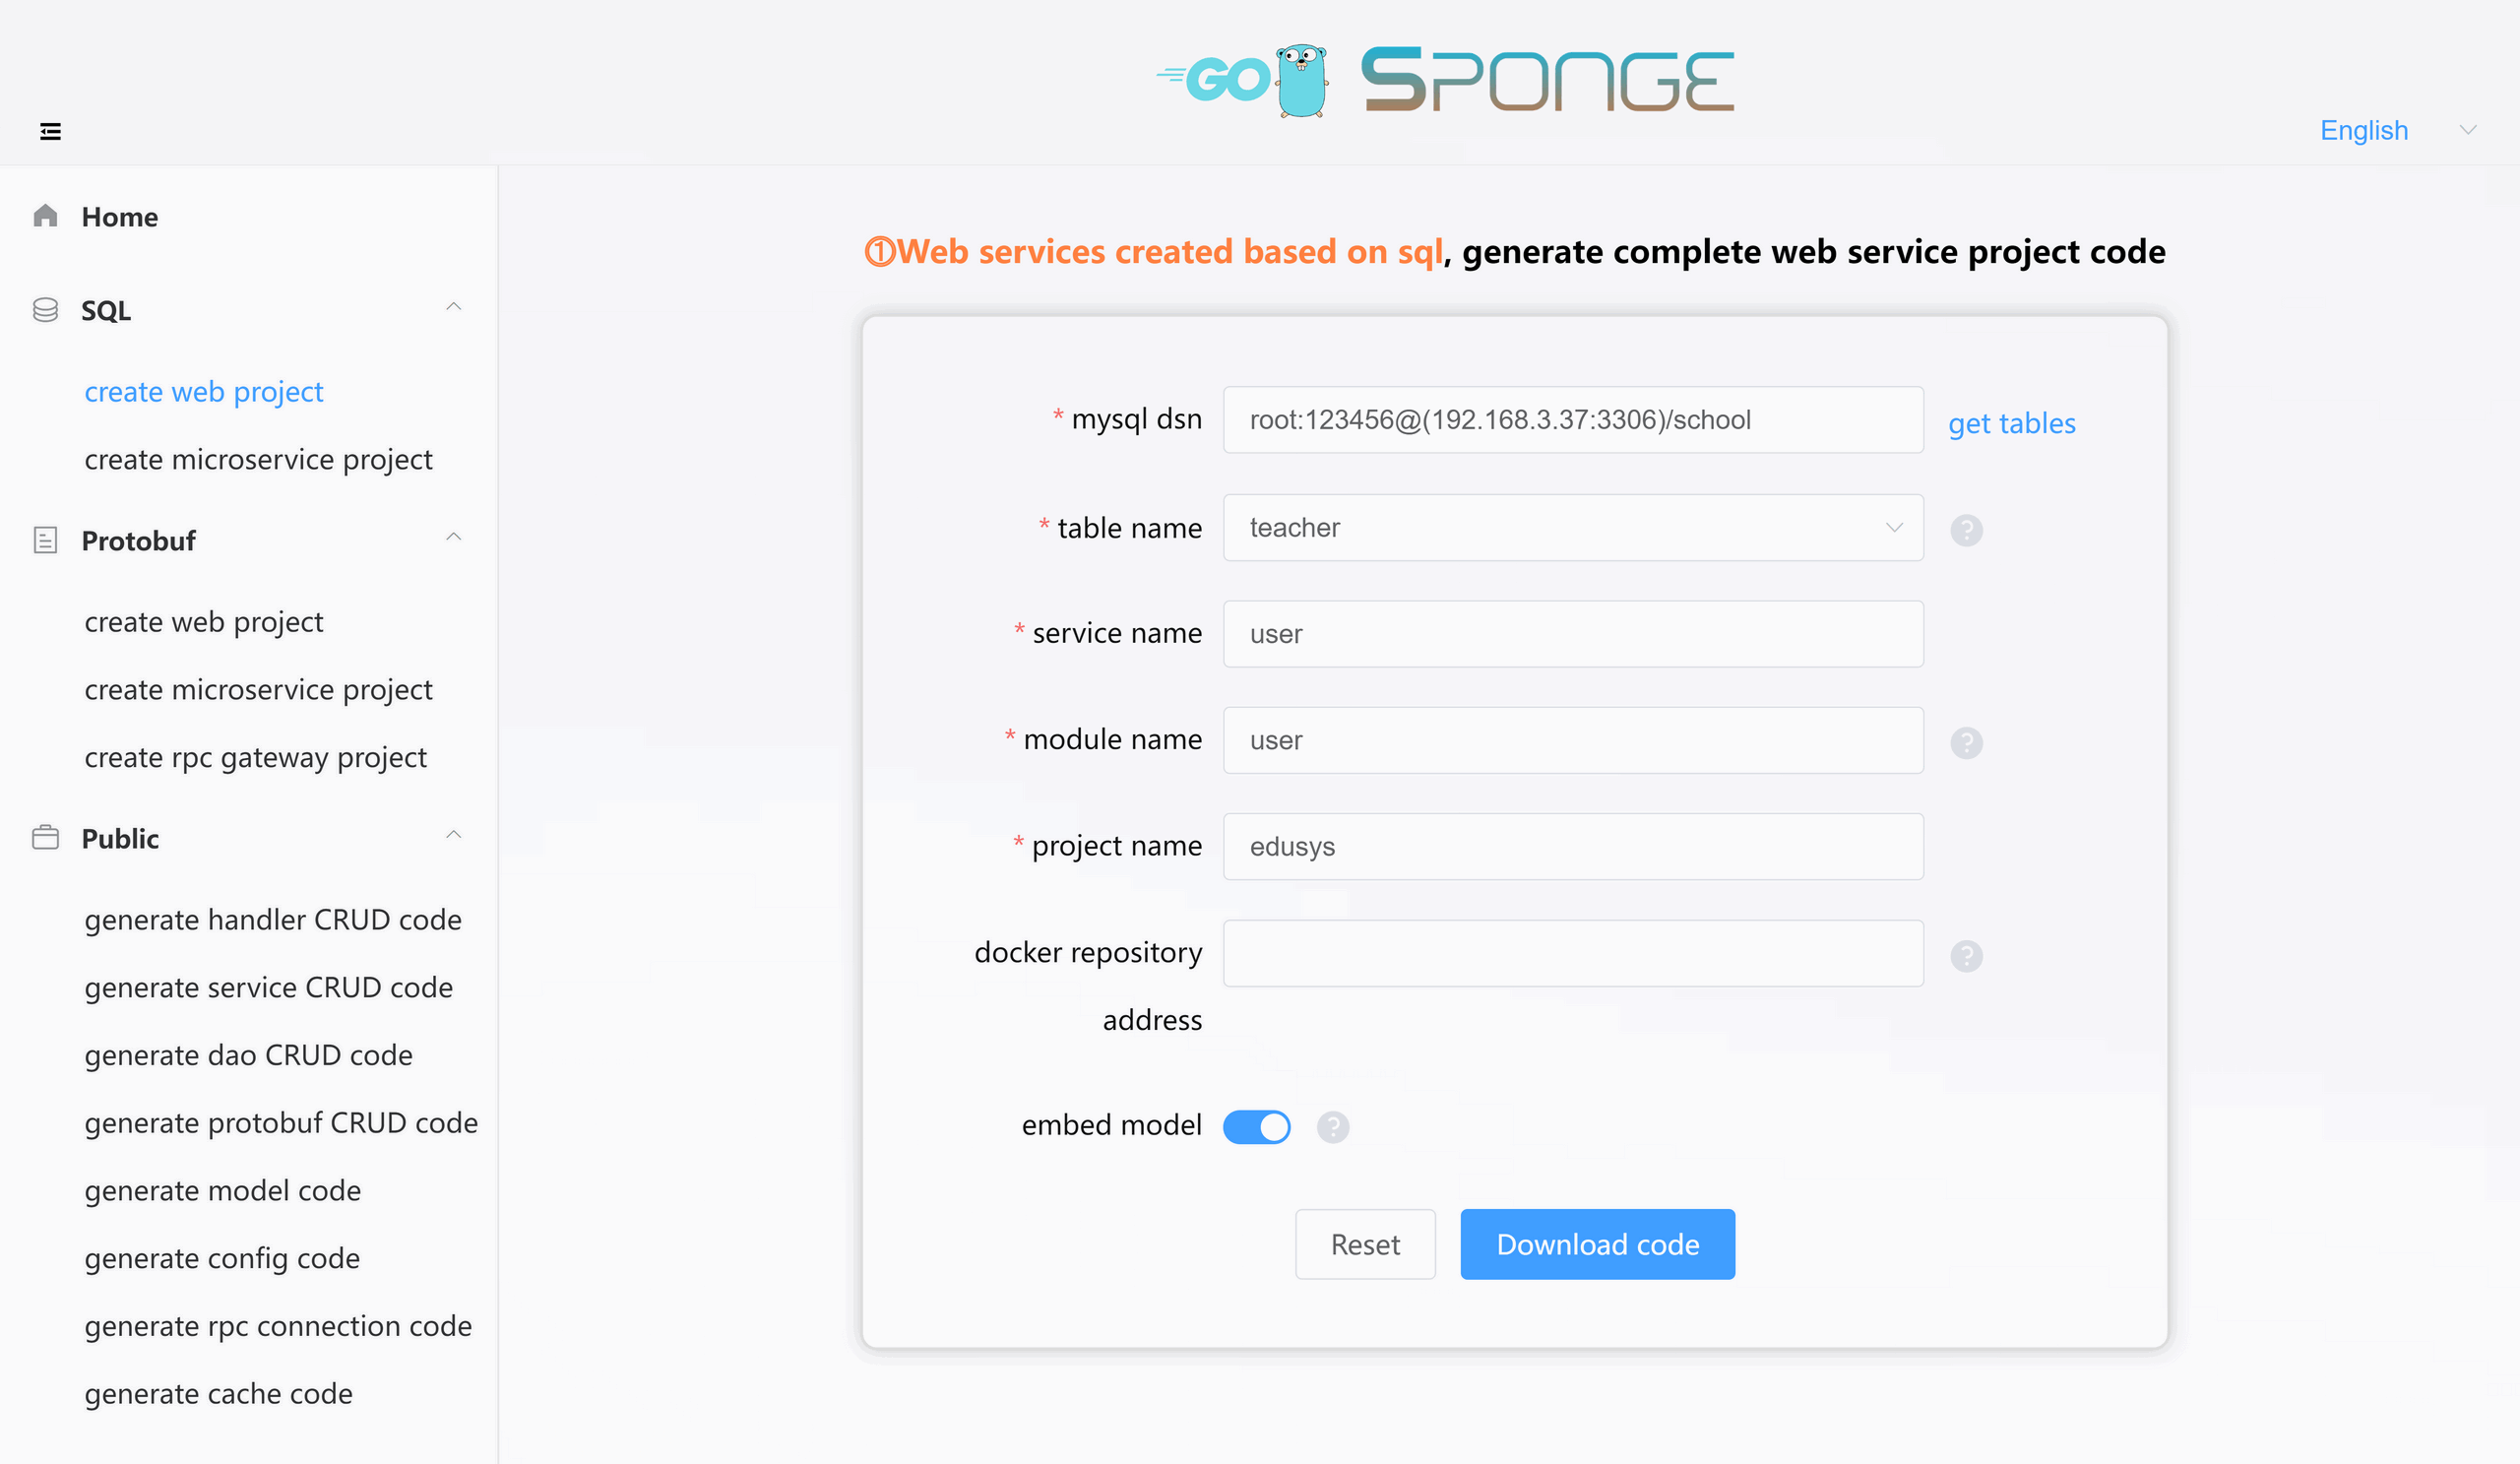 GO SPONGE
English
Home
SQL
create web project
create microservice project
Protobuf
create web project
create microservice project
create rpc gateway project
Public
generate handler CRUD code
generate service CRUD code
generate dao CRUD code
generate protobuf CRUD code
generate model code
generate config code
generate rpc connection code
generate cache code
①Web services created based on sql, generate complete web service project code
* mysql dsn root:123456@(192.168.3.37:3306)/school get tables
* table name teacher ?
* service name user
* module name user ?
* project name edusys
docker repository ?
address
embed model ?
Reset Download code